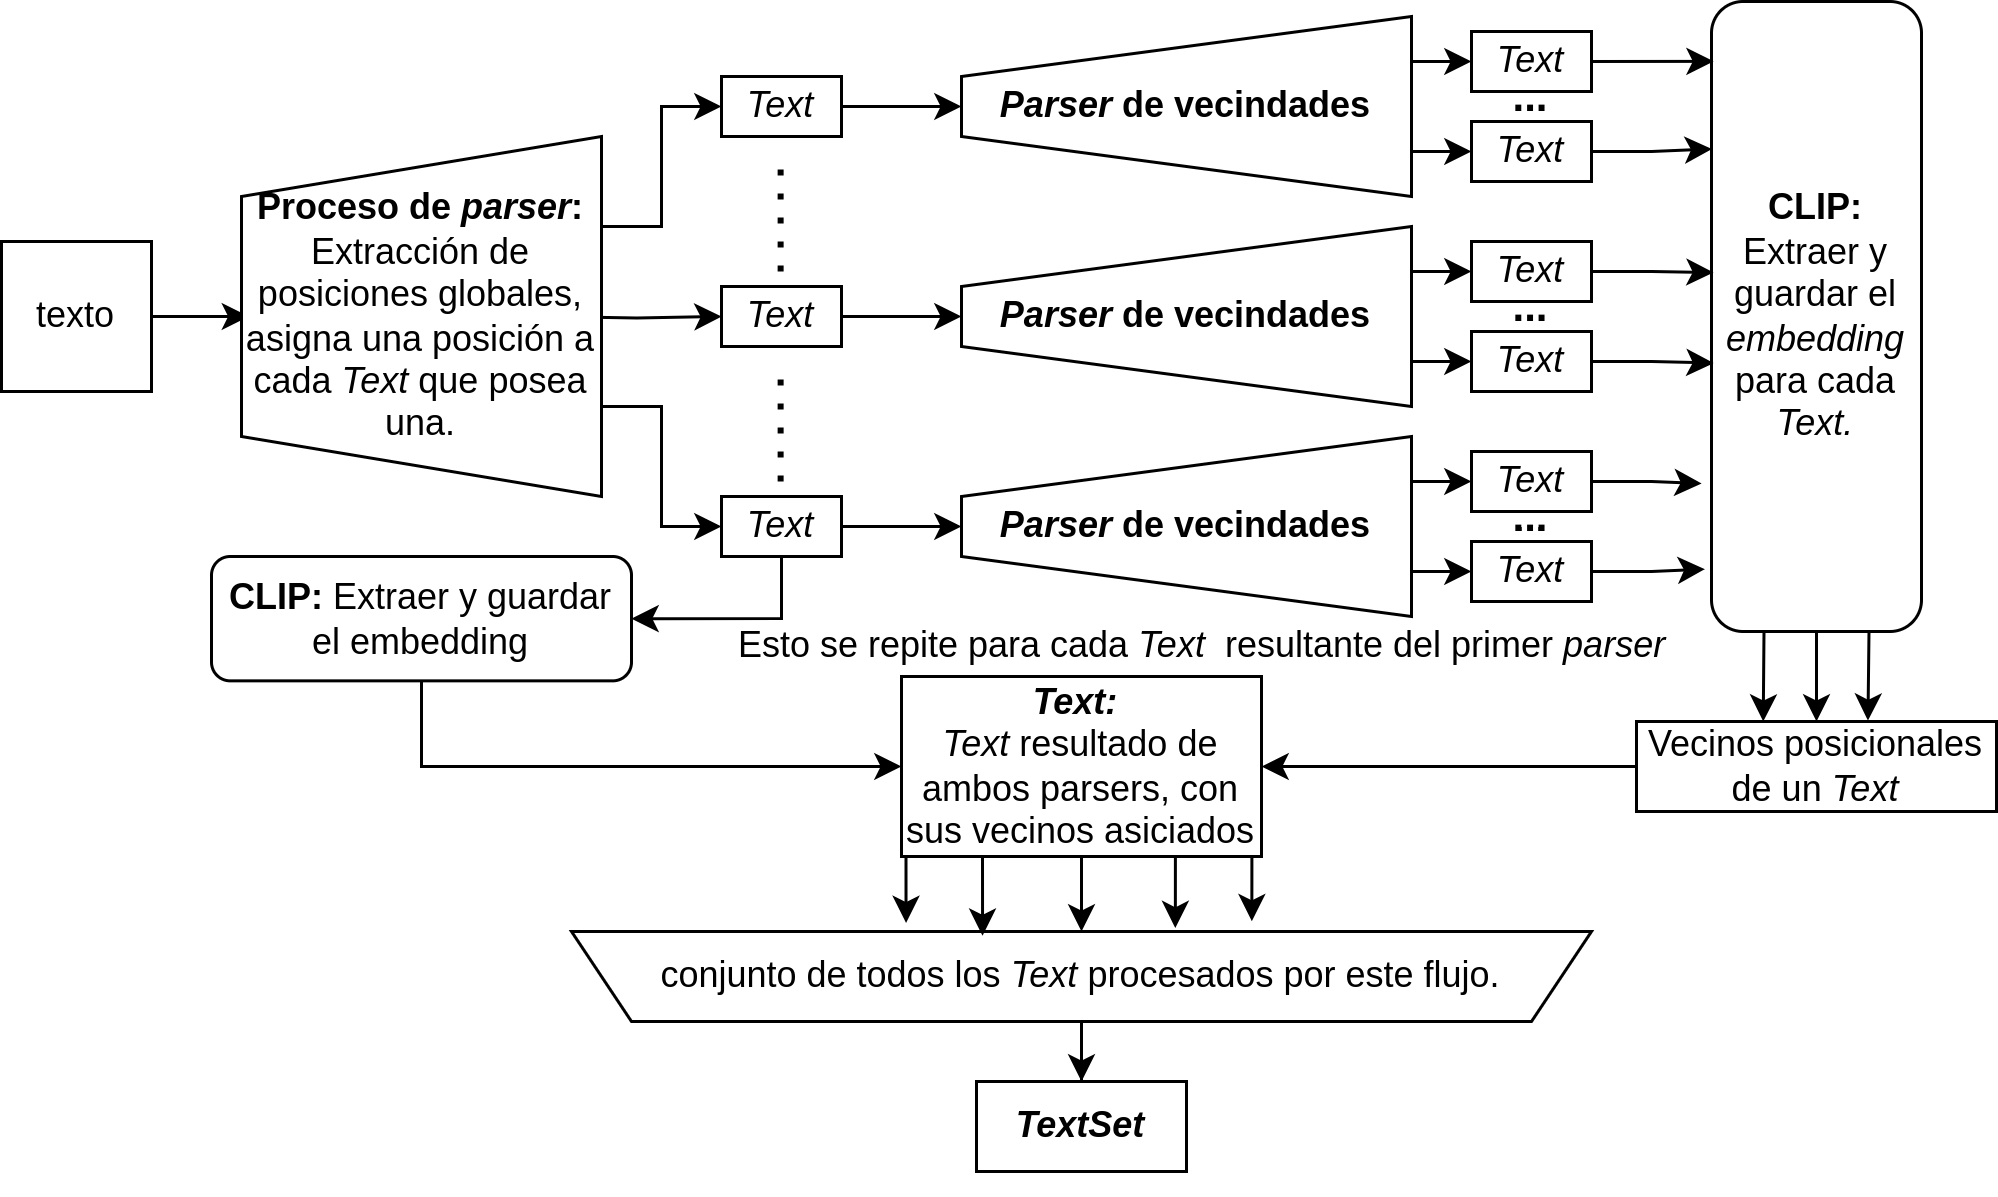 texto
Proceso de parser:
Extracción de
posiciones globales,
asigna una posición a
cada Text que posea
una.
Text
Text
Text
Parser de vecindades
Parser de vecindades
Parser de vecindades
Text
...
Text
Text
...
Text
Text
...
Text
CLIP:
Extraer y
guardar el
embedding
para cada
Text.
CLIP: Extraer y guardar
el embedding
Esto se repite para cada Text resultante del primer parser
Text:
Text resultado de
ambos parsers, con
sus vecinos asiciados
Vecinos posicionales
de un Text
conjunto de todos los Text procesados por este flujo.
TextSet